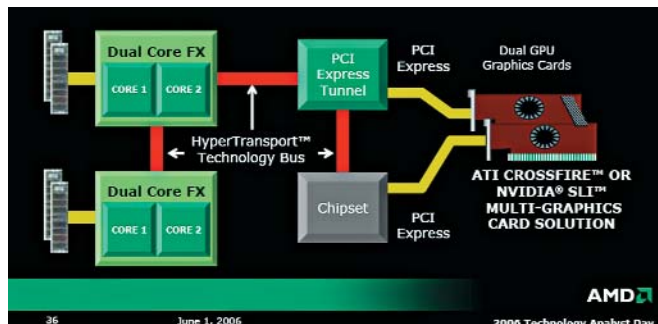 Dual Core FX
CORE 1
CORE 2
PCI
Express
Tunnel
PCI
Express
Dual GPU
Graphics Cards
HyperTransport™
Technology Bus
Dual Core FX
CORE 1
CORE 2
Chipset
PCI
Express
ATI CROSSFIRE™ OR
NVIDIA® SLI™
MULTI-GRAPHICS
CARD SOLUTION
AMD
36
June 1, 2006
2006 Technology Analyst Day